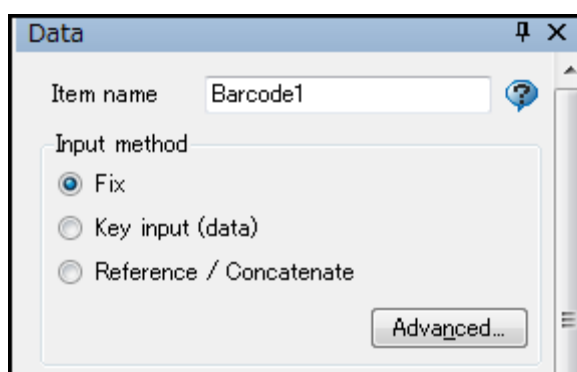 Data
Item name Barcode1
Input method
Fix
Key input (data)
Reference / Concatenate
Advanced...